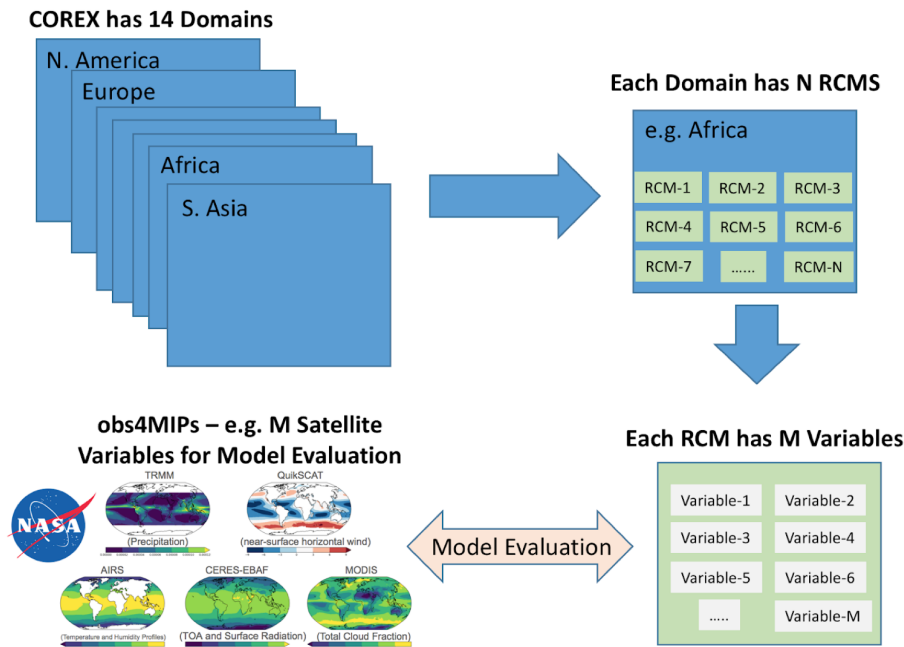 COREX has 14 Domains
N. America
Europe
Africa
S. Asia
Each Domain has N RCMS
e.g. Africa
RCM-1 RCM-2 RCM-3
RCM-4 RCM-5 RCM-6
RCM-7 ...... RCM-N
obs4MIPs – e.g. M Satellite
Variables for Model Evaluation
NASA
TRMM QuikSCAT
(Precipitation) (near-surface horizontal wind)
AIRS CERES-EBAF MODIS
(Temperature and Humidity Profiles) (TOA and Surface Radiation) (Total Cloud Fraction)
Model Evaluation
Each RCM has M Variables
Variable-1 Variable-2
Variable-3 Variable-4
Variable-5 Variable-6
..... Variable-M